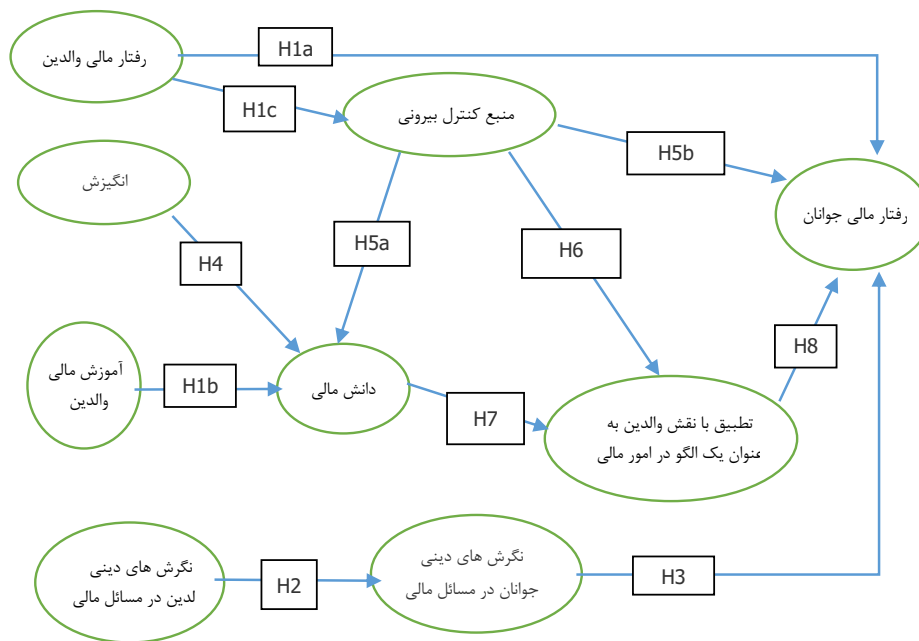 H1a
رفتار مالی والدین
H1c
منبع کنترل بیرونی
H5b
انگیزش
رفتار مالی جوانان
H4
H5a
H6
H8
آموزش مالی
والدین
H1b
دانش مالی
H7
تطبیق با نقش والدین به
عنوان یک الگو در امور مالی
نگرش های دینی
لدین در مسائل مالی
H2
نگرش های دینی
جوانان در مسائل مالی
H3